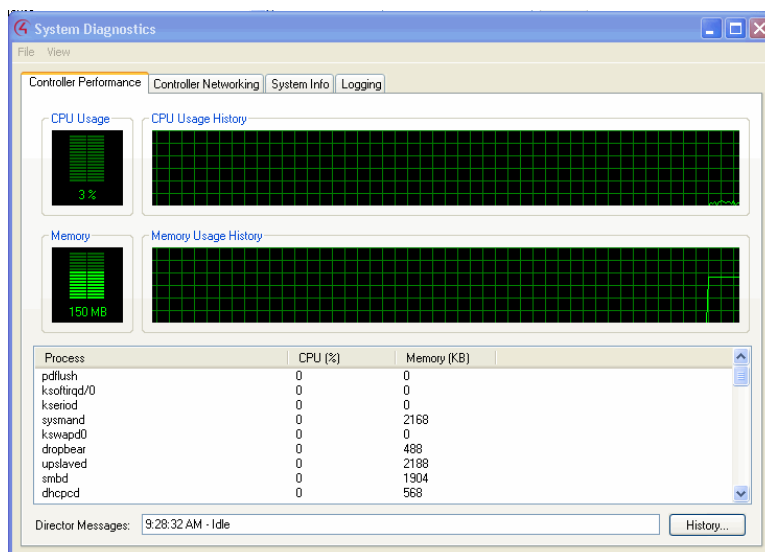 System Diagnostics
File View
Controller Performance Controller Networking System Info Logging
CPU Usage CPU Usage History
3 %
Memory Memory Usage History
150 MB
Process CPU (%) Memory (KB)
pdflush 0 0
ksoftirqd/0 0 0
kseriod 0 0
sysmand 0 2168
kswapd0 0 0
dropbear 0 488
upslaved 0 2188
smbd 0 1904
dhcpcd 0 568
Director Messages: 9:28:32 AM - Idle History...